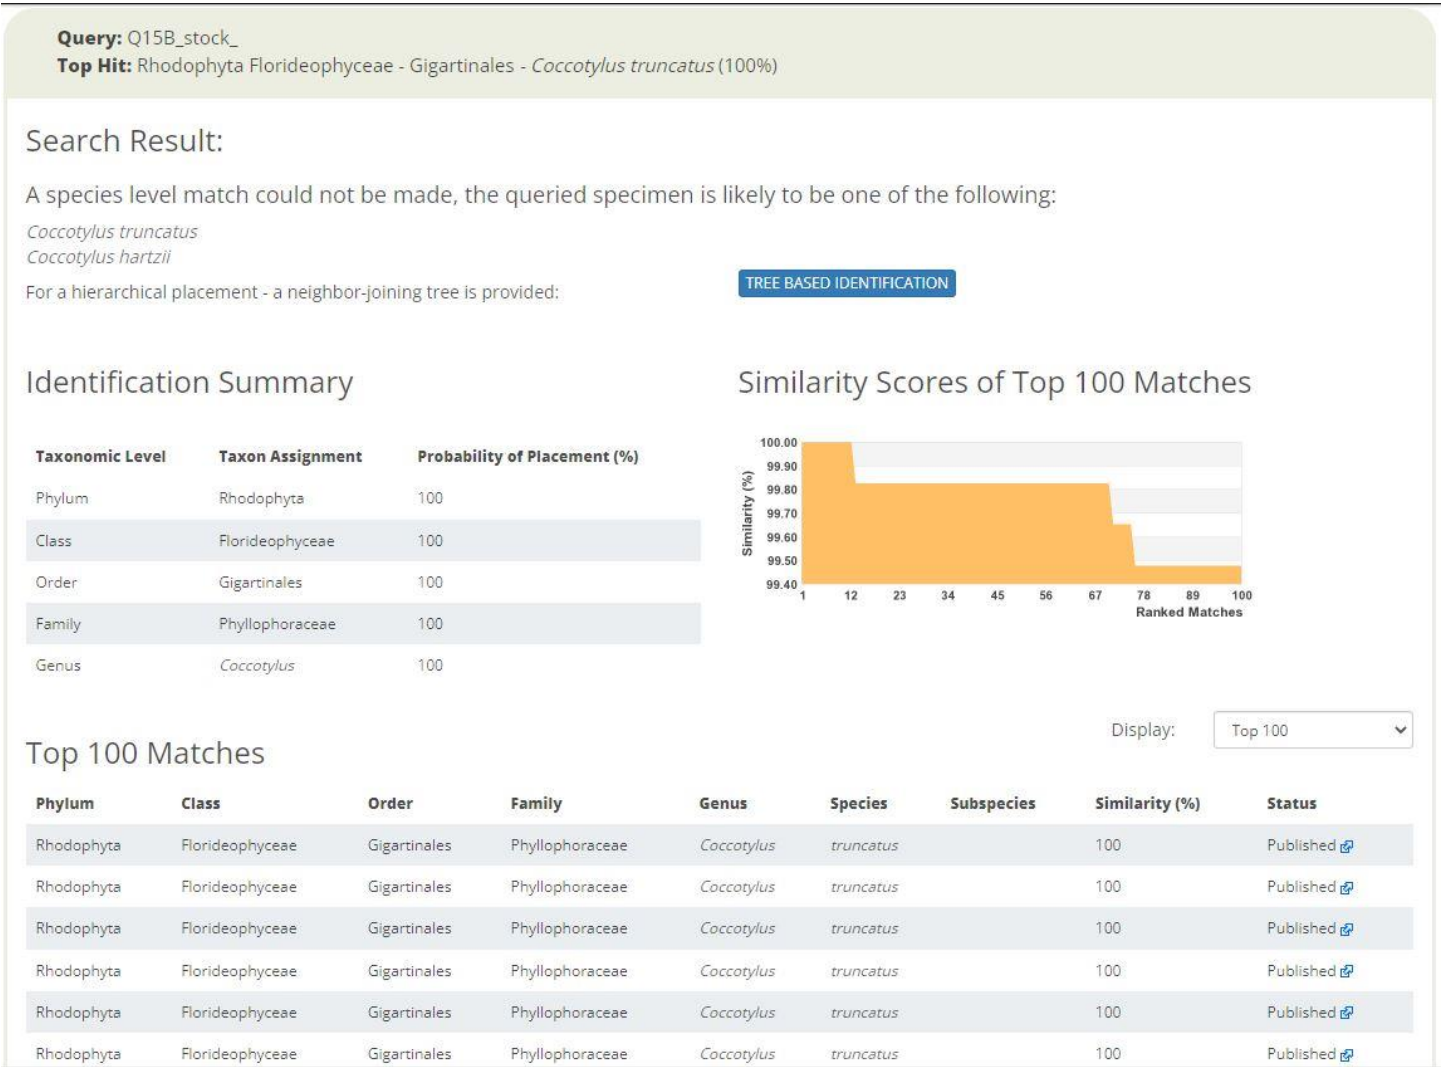 Query: Q15B_stock_
Top Hit: Rhodophyta Florideophyceae - Gigartinales - Coccotylus truncatus (100%)
Search Result:
A species level match could not be made, the queried specimen is likely to be one of the following:
Coccotylus truncatus
Coccotylus hartzii
For a hierarchical placement - a neighbor-joining tree is provided:
TREE BASED IDENTIFICATION
Identification Summary
Taxonomic Level Taxon Assignment Probability of Placement (%)
Phylum Rhodophyta 100
Class Florideophyceae 100
Order Gigartinales 100
Family Phyllophoraceae 100
Genus Coccotylus 100
Similarity Scores of Top 100 Matches
Similarity (%)
100.00
99.90
99.80
99.70
99.60
99.50
99.40
1 12 23 34 45 56 67 78 89 100
Ranked Matches
Display: Top 100
Top 100 Matches
Phylum Class Order Family Genus Species Subspecies Similarity (%) Status
Rhodophyta Florideophyceae Gigartinales Phyllophoraceae Coccotylus truncatus 100 Published
Rhodophyta Florideophyceae Gigartinales Phyllophoraceae Coccotylus truncatus 100 Published
Rhodophyta Florideophyceae Gigartinales Phyllophoraceae Coccotylus truncatus 100 Published
Rhodophyta Florideophyceae Gigartinales Phyllophoraceae Coccotylus truncatus 100 Published
Rhodophyta Florideophyceae Gigartinales Phyllophoraceae Coccotylus truncatus 100 Published
Rhodophyta Florideophyceae Gigartinales Phyllophoraceae Coccotylus truncatus 100 Published